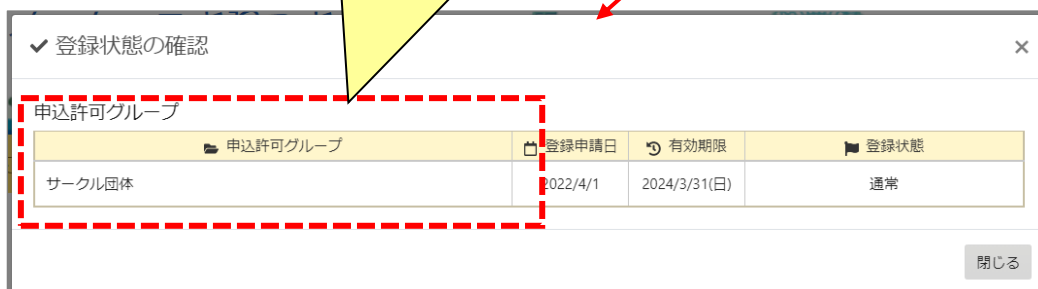 登録状態の確認
×
申込許可グループ
申込許可グループ 登録申請日 有効期限 登録状態
サークル団体 2022/4/1 2024/3/31(日) 通常
閉じる